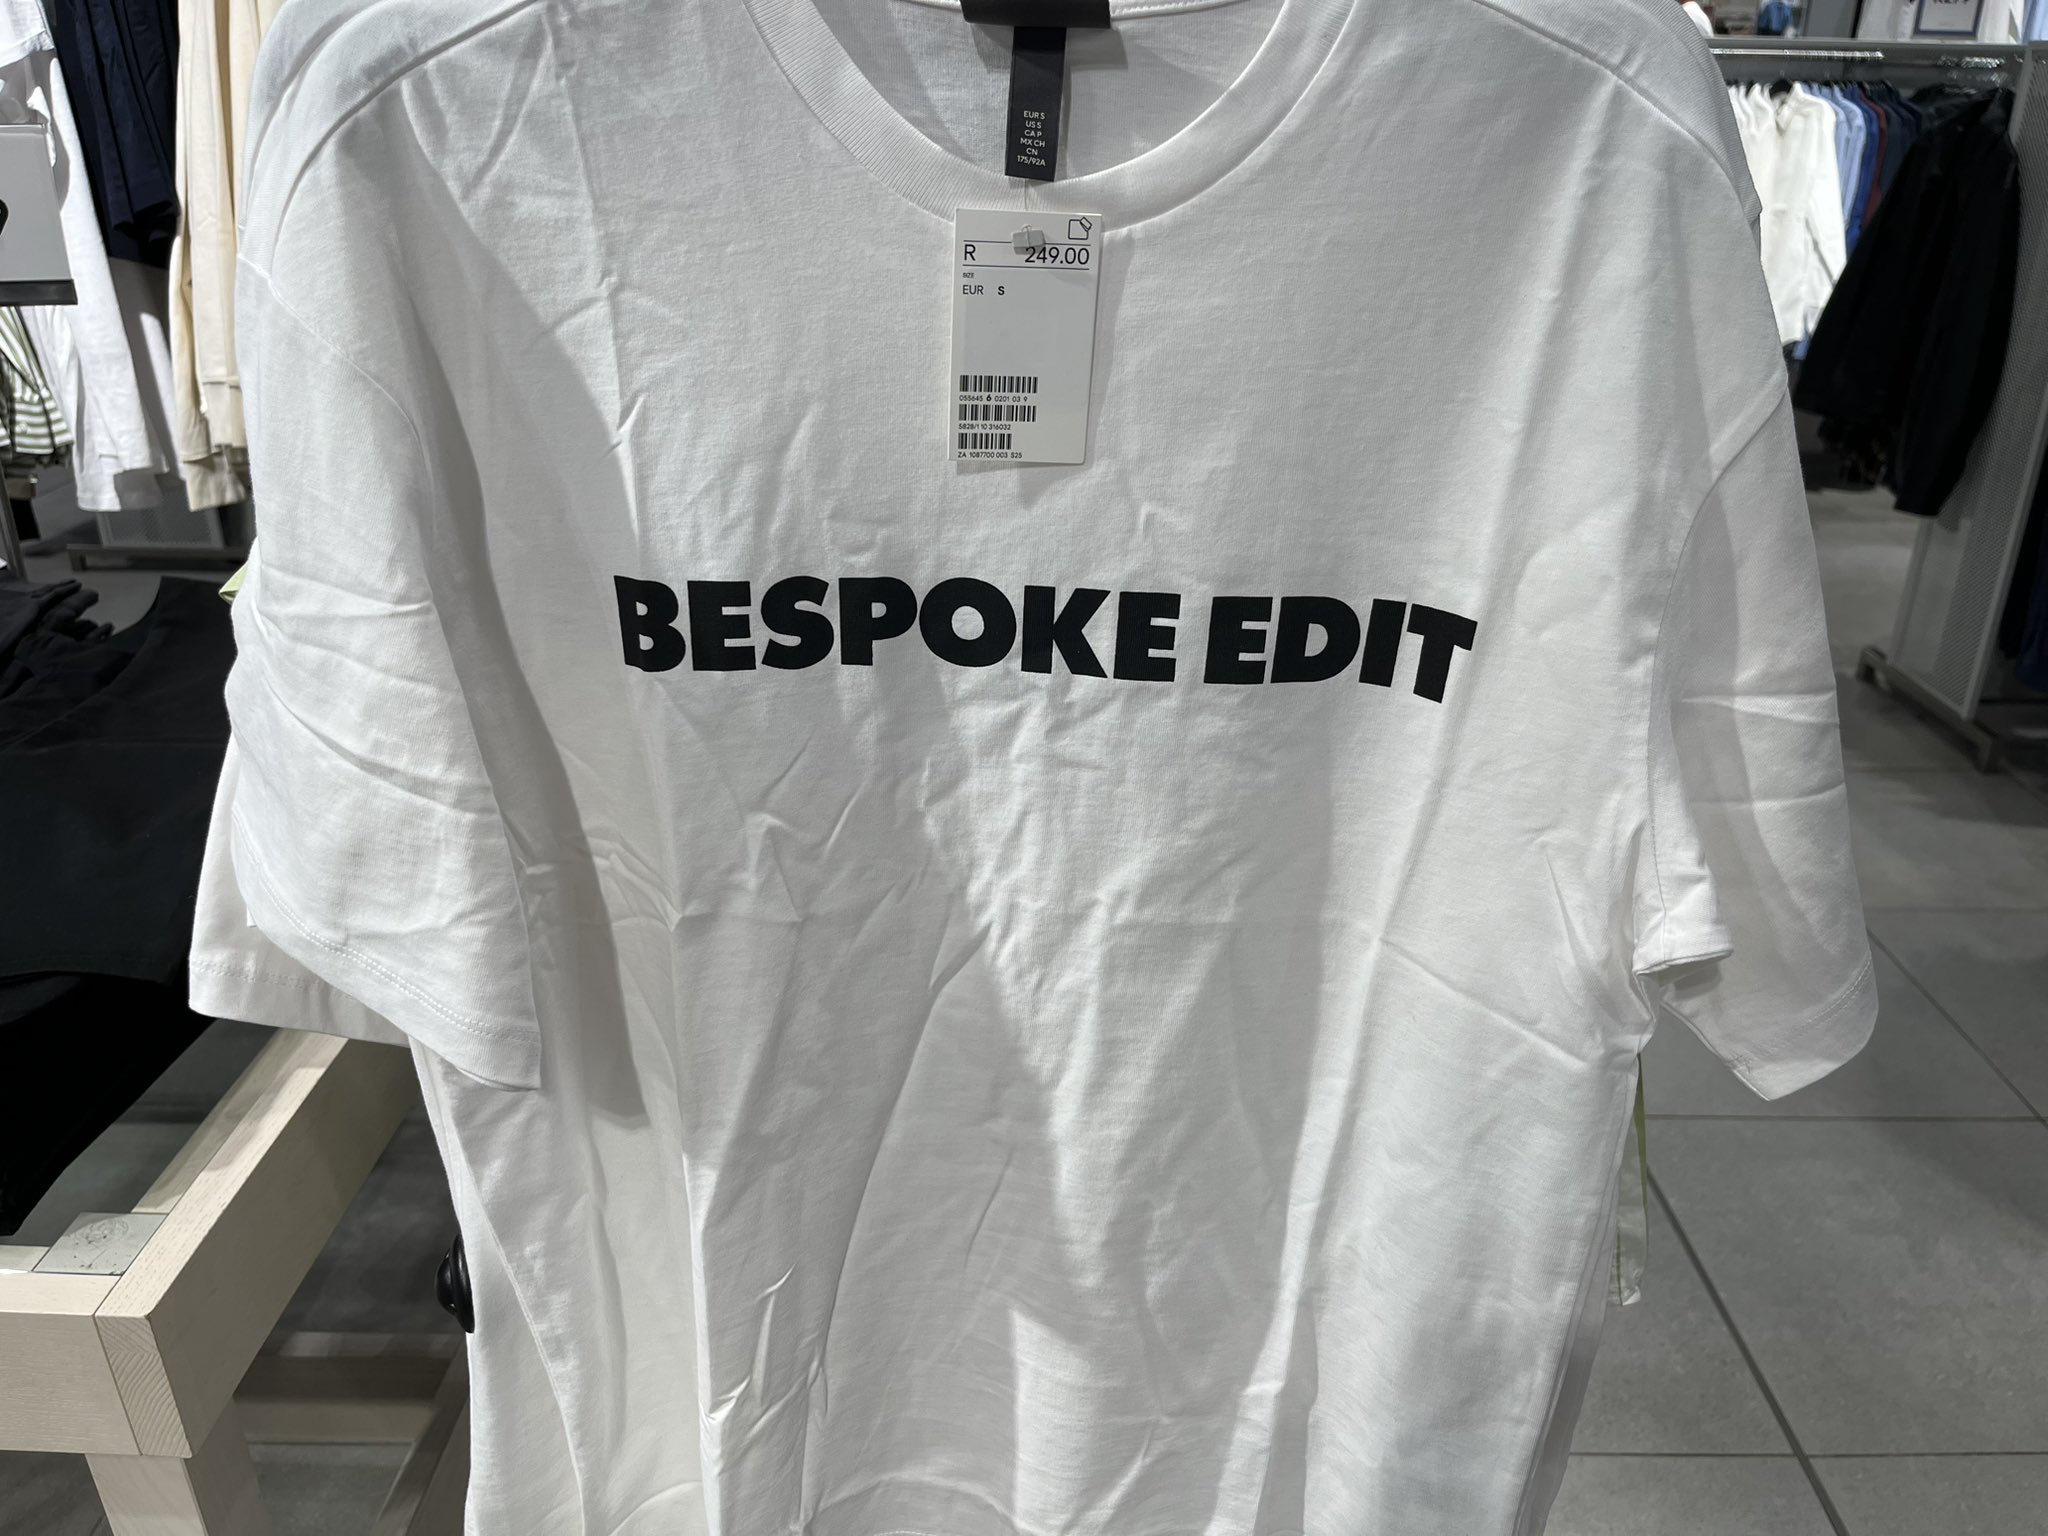 EUR S
US S
CA P
MX CH
CN
175/92A
R 249.00
SIZE
EUR S
055645 6 0201 03 9
5828/1 10 316032
ZA 1087700 003 S25
BESPOKE EDIT